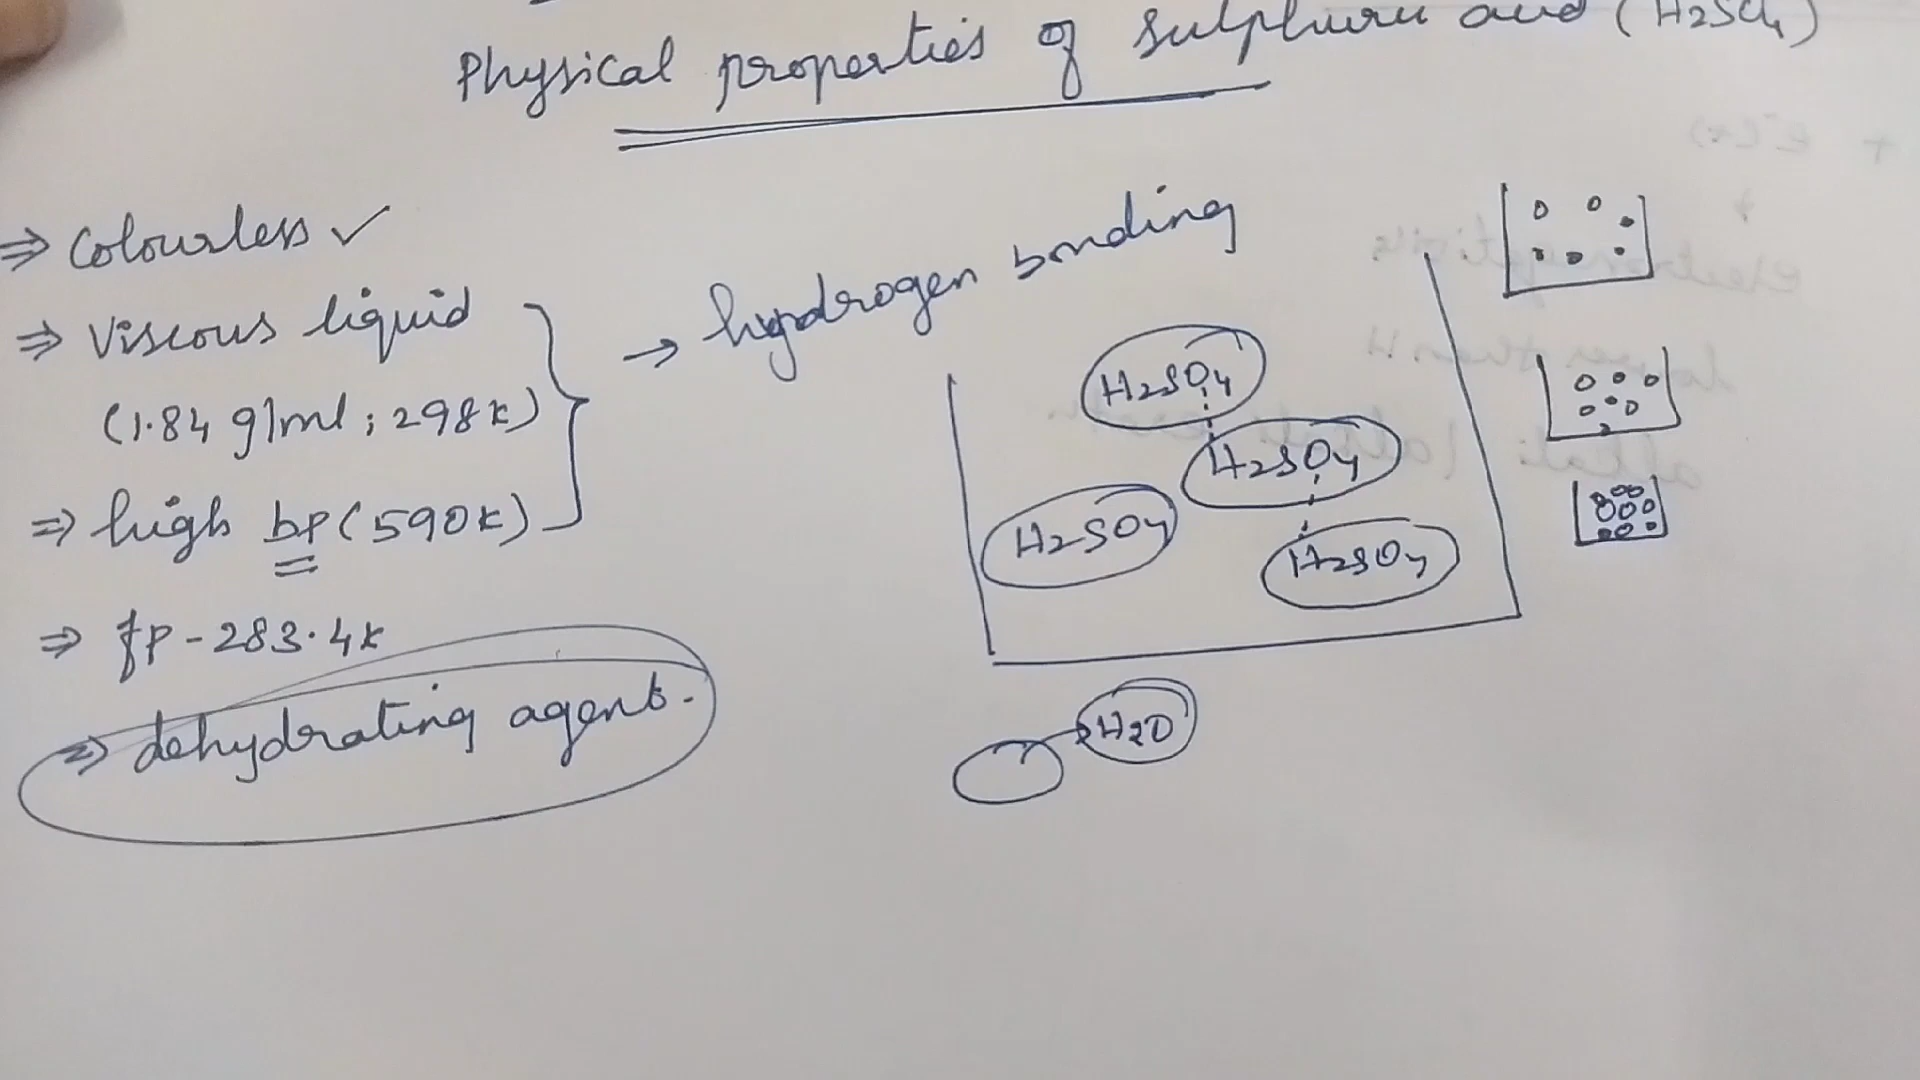 Physical properties of Sulphuric acid (H2SO4)
⇒ Colourless ✓
⇒ Viscous liquid
(1.84 g/ml ; 298K)
⇒ high bp (590K)
⇒ fp - 283.4K
⇒ dehydrating agent.
→ hydrogen bonding
H2SO4
H2SO4
H2SO4
H2SO4
H2O